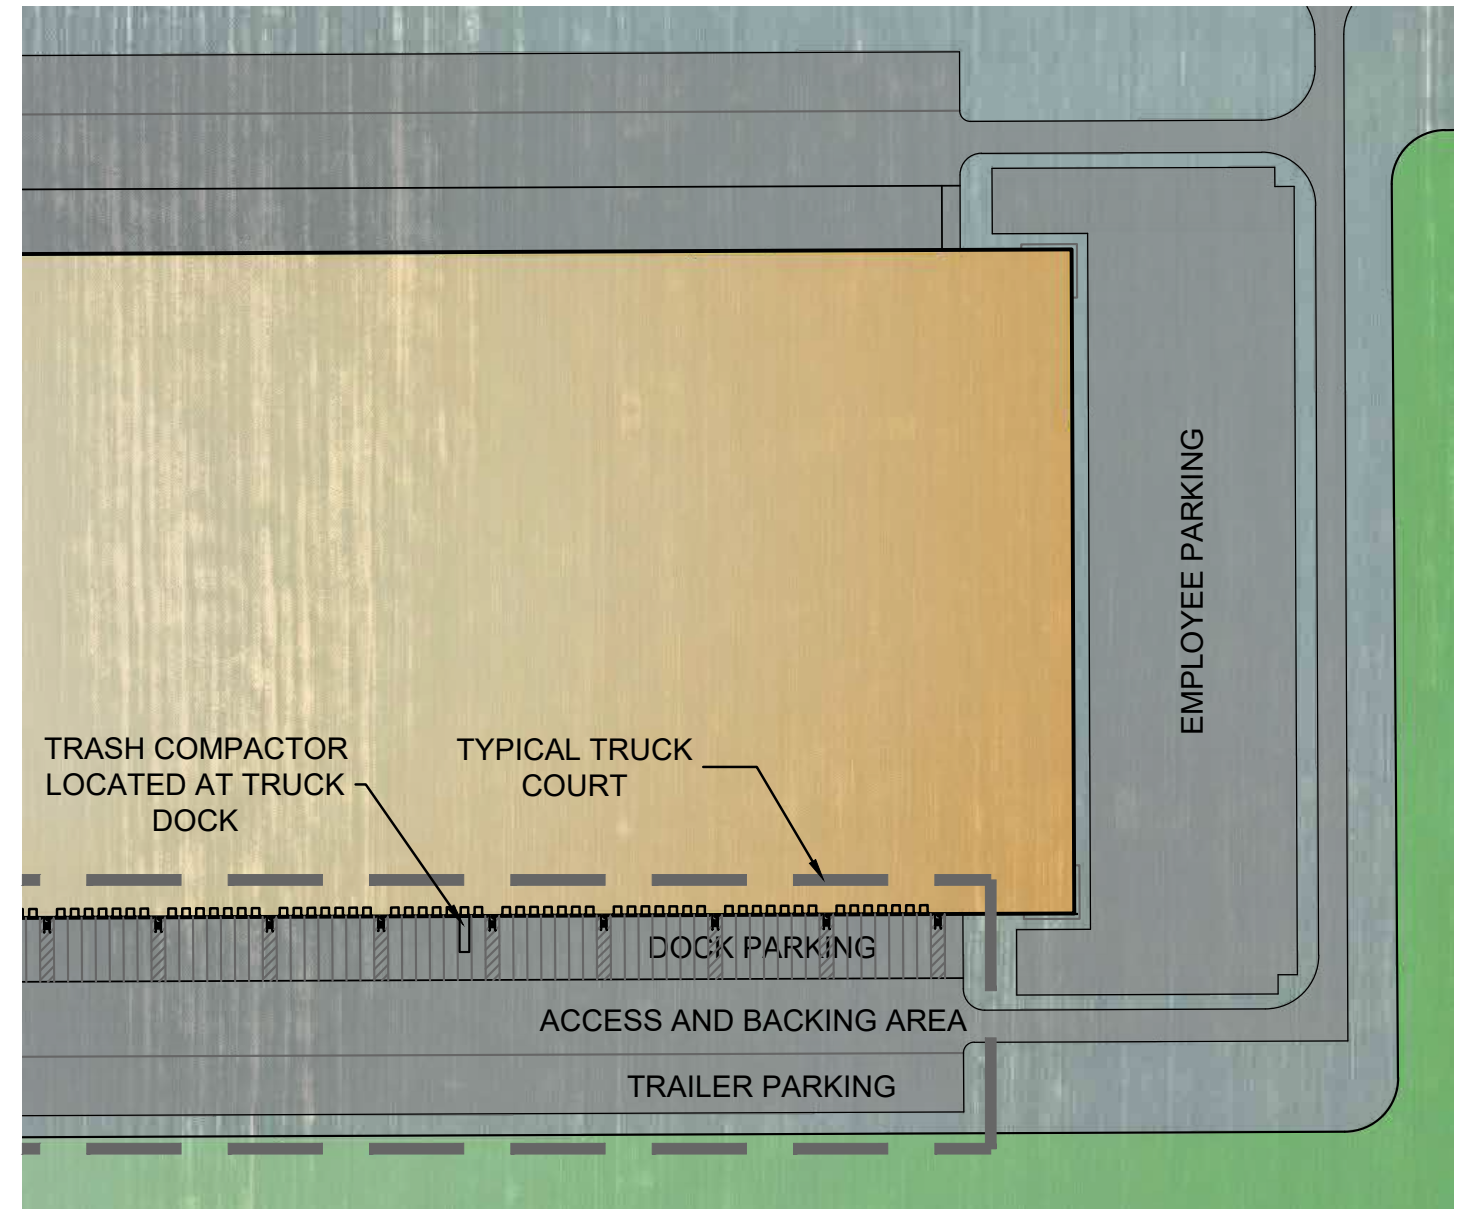 EMPLOYEE PARKING
TRASH COMPACTOR
LOCATED AT TRUCK
DOCK
TYPICAL TRUCK
COURT
DOCK PARKING
ACCESS AND BACKING AREA
TRAILER PARKING